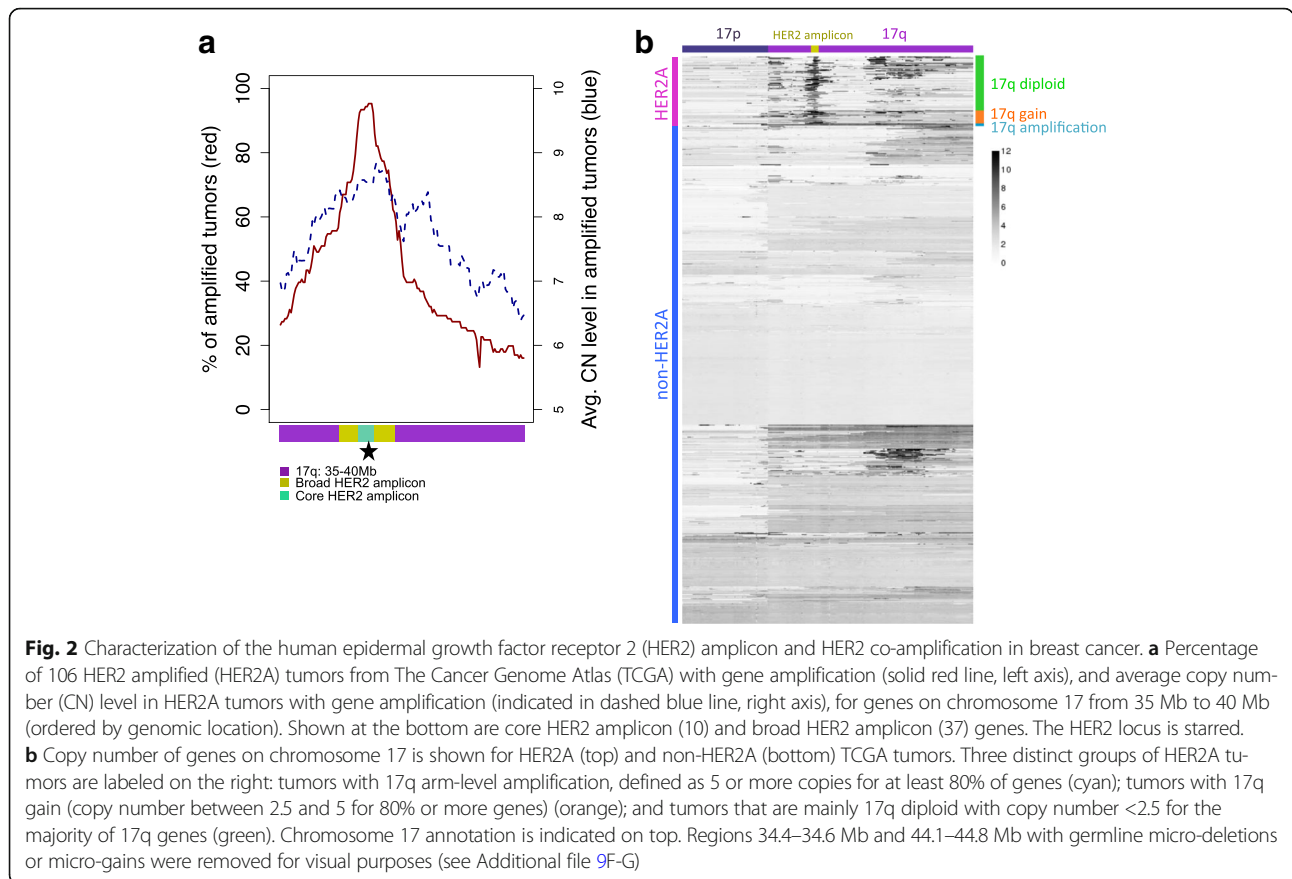 a
% of amplified tumors (red)
100
80
60
40
20
0
10
9
8
7
6
5
Avg. CN level in amplified tumors (blue)
17q: 35-40Mb
Broad HER2 amplicon
Core HER2 amplicon
b
17p
HER2 amplicon
17q
HER2A
non-HER2A
17q diploid
17q gain
17q amplification
12
10
8
6
4
2
0
Fig. 2 Characterization of the human epidermal growth factor receptor 2 (HER2) amplicon and HER2 co-amplification in breast cancer. a Percentage
of 106 HER2 amplified (HER2A) tumors from The Cancer Genome Atlas (TCGA) with gene amplification (solid red line, left axis), and average copy num-
ber (CN) level in HER2A tumors with gene amplification (indicated in dashed blue line, right axis), for genes on chromosome 17 from 35 Mb to 40 Mb
(ordered by genomic location). Shown at the bottom are core HER2 amplicon (10) and broad HER2 amplicon (37) genes. The HER2 locus is starred.
b Copy number of genes on chromosome 17 is shown for HER2A (top) and non-HER2A (bottom) TCGA tumors. Three distinct groups of HER2A tu-
mors are labeled on the right: tumors with 17q arm-level amplification, defined as 5 or more copies for at least 80% of genes (cyan); tumors with 17q
gain (copy number between 2.5 and 5 for 80% or more genes) (orange); and tumors that are mainly 17q diploid with copy number <2.5 for the
majority of 17q genes (green). Chromosome 17 annotation is indicated on top. Regions 34.4–34.6 Mb and 44.1–44.8 Mb with germline micro-deletions
or micro-gains were removed for visual purposes (see Additional file 9F-G)